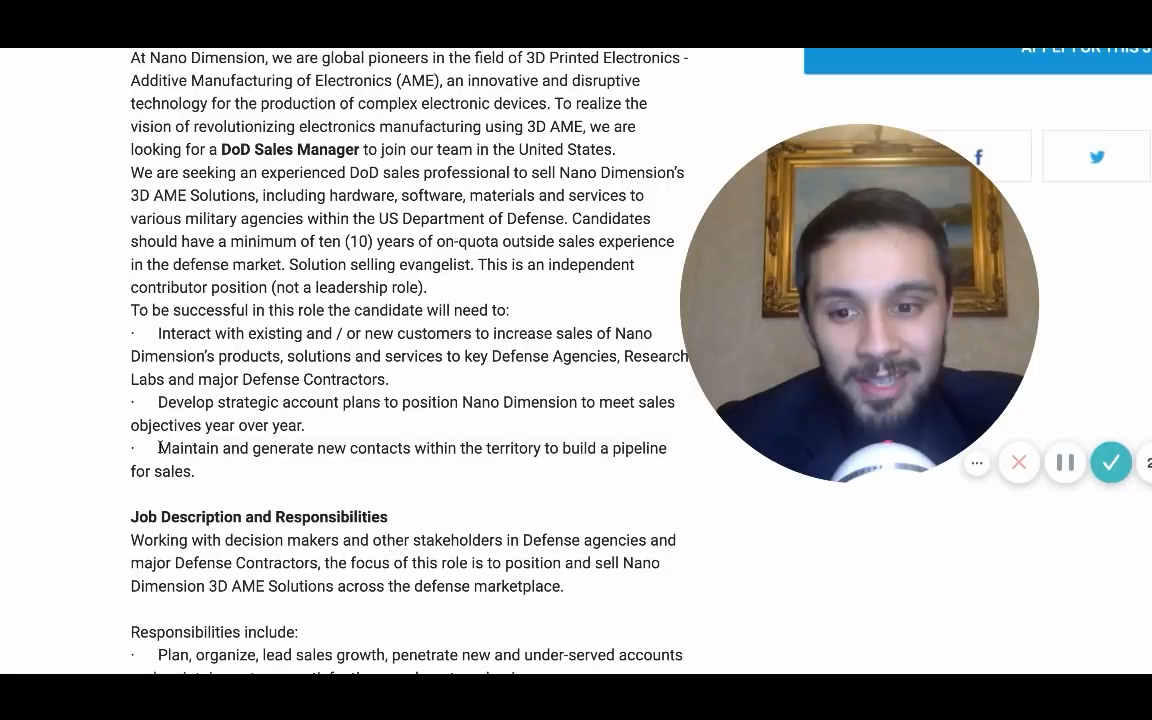 At Nano Dimension, we are global pioneers in the field of 3D Printed Electronics -
Additive Manufacturing of Electronics (AME), an innovative and disruptive
technology for the production of complex electronic devices. To realize the
vision of revolutionizing electronics manufacturing using 3D AME, we are
looking for a DoD Sales Manager to join our team in the United States.
We are seeking an experienced DoD sales professional to sell Nano Dimension's
3D AME Solutions, including hardware, software, materials and services to
various military agencies within the US Department of Defense. Candidates
should have a minimum of ten (10) years of on-quota outside sales experience
in the defense market. Solution selling evangelist. This is an independent
contributor position (not a leadership role).
To be successful in this role the candidate will need to:
· Interact with existing and / or new customers to increase sales of Nano
Dimension's products, solutions and services to key Defense Agencies, Research
Labs and major Defense Contractors.
· Develop strategic account plans to position Nano Dimension to meet sales
objectives year over year.
· Maintain and generate new contacts within the territory to build a pipeline
for sales.
Job Description and Responsibilities
Working with decision makers and other stakeholders in Defense agencies and
major Defense Contractors, the focus of this role is to position and sell Nano
Dimension 3D AME Solutions across the defense marketplace.
Responsibilities include:
· Plan, organize, lead sales growth, penetrate new and under-served accounts